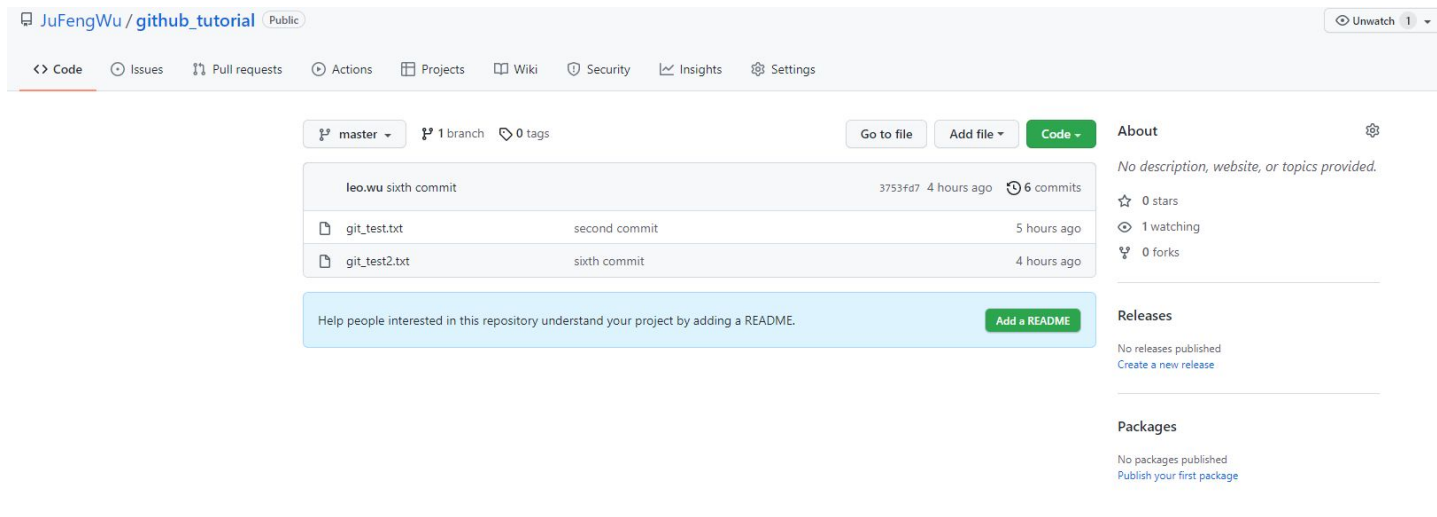 JuFengWu / github_tutorial Public
Unwatch 1
Code Issues Pull requests Actions Projects Wiki Security Insights Settings
master 1 branch 0 tags
Go to file Add file Code
leo.wu sixth commit 3753fd7 4 hours ago 6 commits
git_test.txt second commit 5 hours ago
git_test2.txt sixth commit 4 hours ago
Help people interested in this repository understand your project by adding a README. Add a README
About
No description, website, or topics provided.
0 stars
1 watching
0 forks
Releases
No releases published
Create a new release
Packages
No packages published
Publish your first package